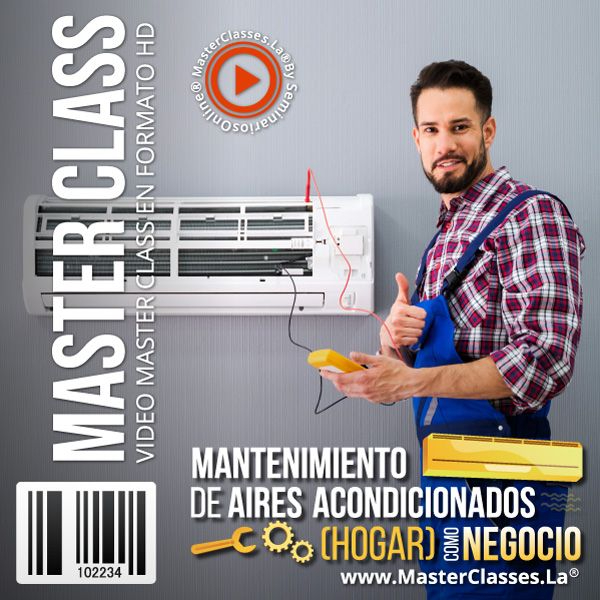 MASTER CLASS
VIDEO MASTER CLASS EN FORMATO HD
MasterClasses.La® By SeminariosOnline®
MANTENIMIENTO
DE AIRES ACONDICIONADOS
(HOGAR) COMO NEGOCIO
www.MasterClasses.La®
102234